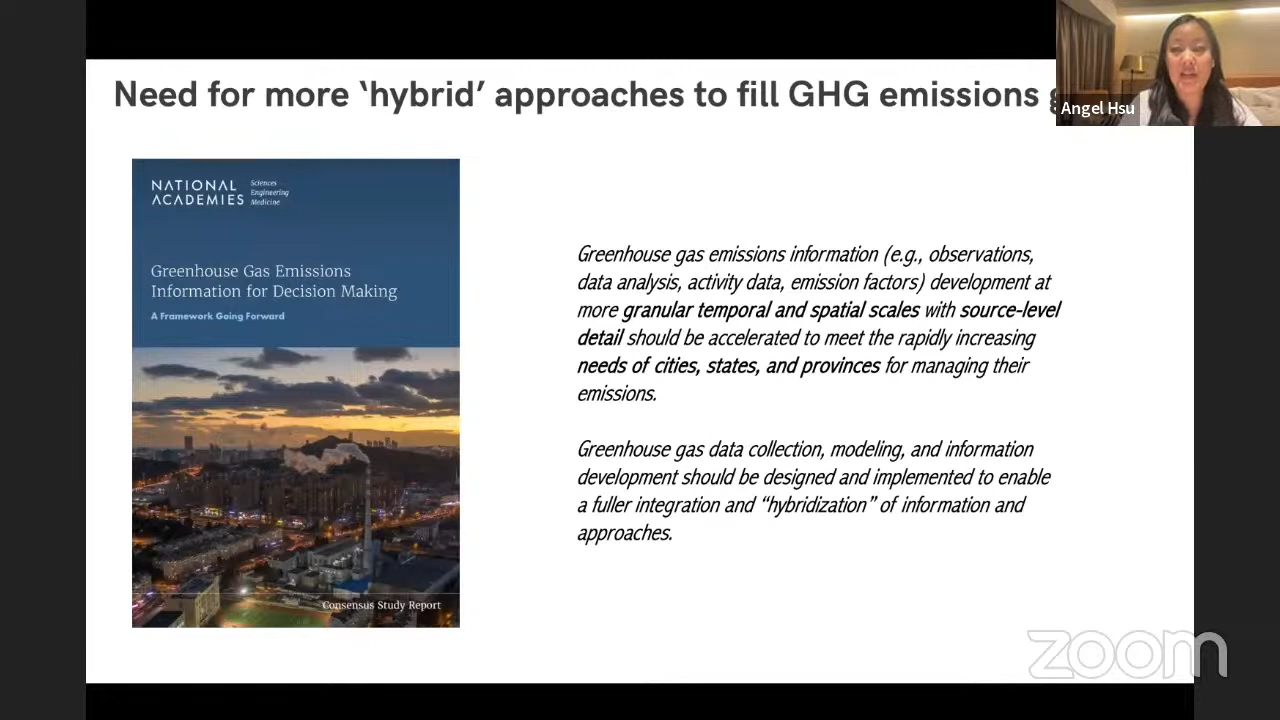 Need for more ‘hybrid’ approaches to fill GHG emissions
Angel Hsu
NATIONAL
ACADEMIES
Sciences
Engineering
Medicine
Greenhouse Gas Emissions
Information for Decision Making
A Framework Going Forward
Consensus Study Report
Greenhouse gas emissions information (e.g., observations,
data analysis, activity data, emission factors) development at
more granular temporal and spatial scales with source-level
detail should be accelerated to meet the rapidly increasing
needs of cities, states, and provinces for managing their
emissions.
Greenhouse gas data collection, modeling, and information
development should be designed and implemented to enable
a fuller integration and “hybridization” of information and
approaches.
zoom